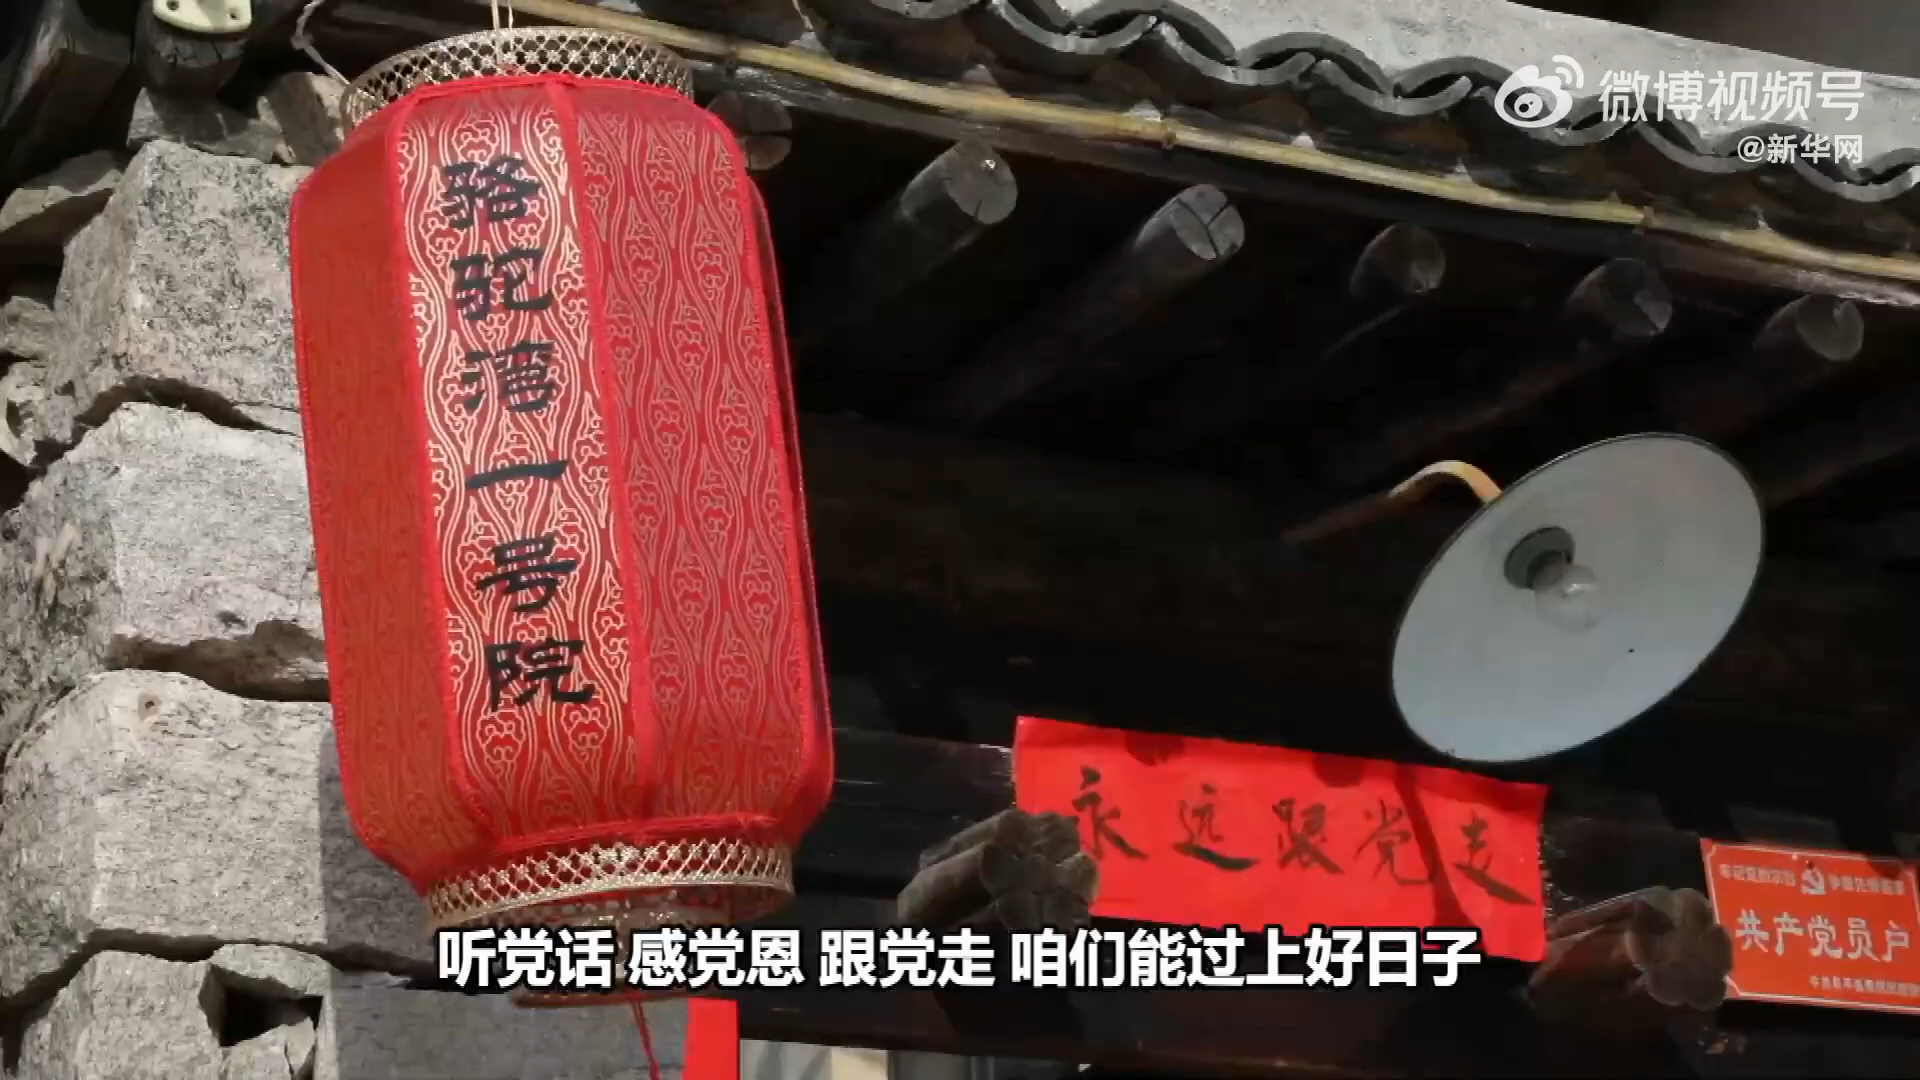 微博视频号
@新华网
骆驼湾一号院
永远跟党走
共产党员户
听党话 感党恩 跟党走 咱们能过上好日子